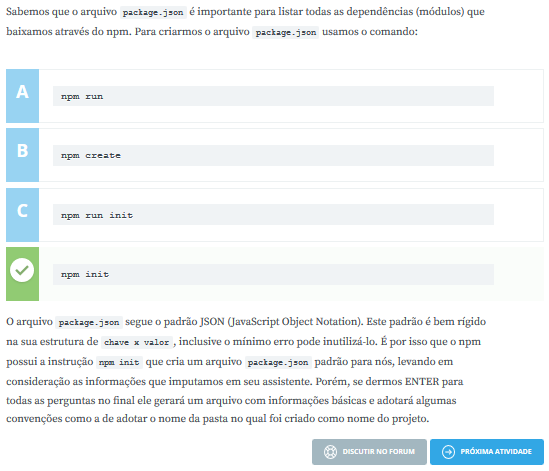 Sabemos que o arquivo package.json é importante para listar todas as dependências (módulos) que
baixamos através do npm. Para criarmos o arquivo package.json usamos o comando:
A
npm run
B
npm create
C
npm run init
npm init
O arquivo package.json segue o padrão JSON (JavaScript Object Notation). Este padrão é bem rígido
na sua estrutura de chave x valor, inclusive o mínimo erro pode inutilizá-lo. É por isso que o npm
possui a instrução npm init que cria um arquivo package.json padrão para nós, levando em
consideração as informações que imputamos em seu assistente. Porém, se dermos ENTER para
todas as perguntas no final ele gerará um arquivo com informações básicas e adotará algumas
convenções como a de adotar o nome da pasta no qual foi criado como nome do projeto.
DISCUTIR NO FORUM
PRÓXIMA ATIVIDADE